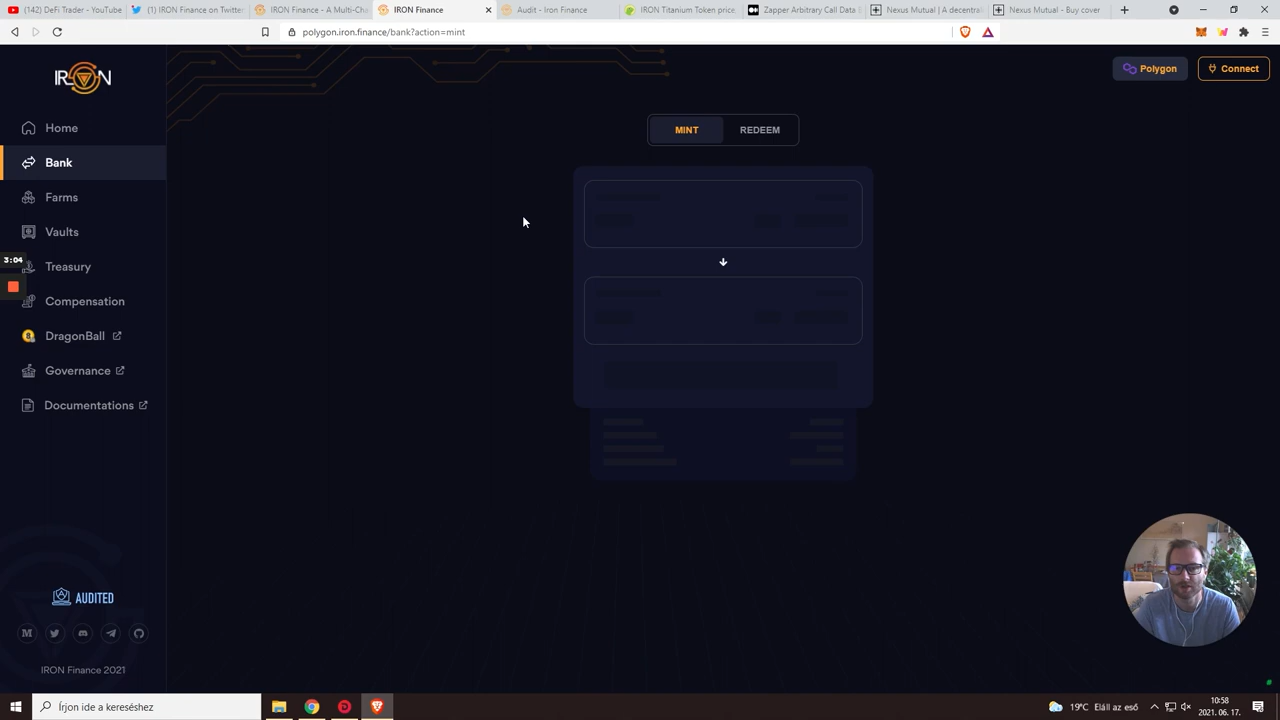 (142) DeFi Trader - YouTube
(1) IRON Finance on Twitter
IRON Finance - A Multi-Cha
IRON Finance
Audit - Iron Finance
IRON Titanium Token price,
Zapper Arbitrary Call Data
Nexus Mutual | A decentral
Nexus Mutual - Buy cover
polygon.iron.finance/bank?action=mint
IRON
Polygon
Connect
Home
MINT
REDEEM
Bank
Farms
Vaults
3:04
Treasury
Compensation
DragonBall
Governance
Documentations
AUDITED
IRON Finance 2021
Írjon ide a kereséshez
19°C Eláll az eső
10:58
2021. 06. 17.